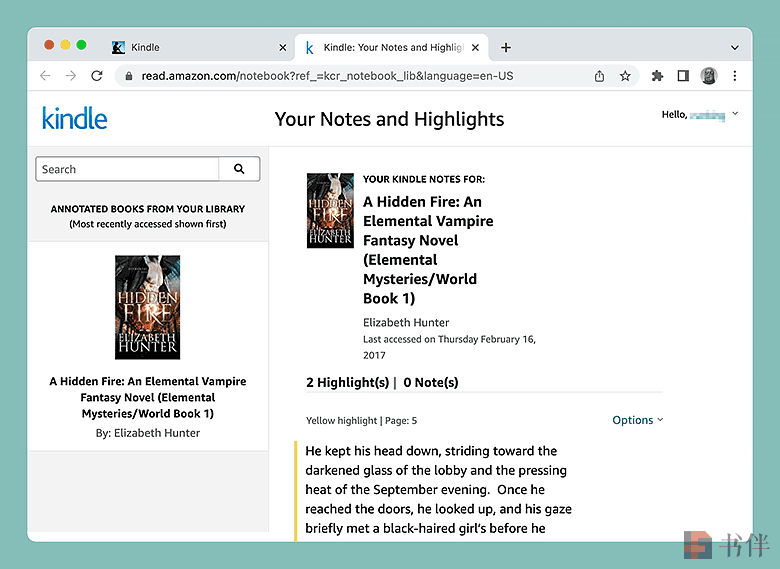 Kindle
Kindle: Your Notes and Highlig
read.amazon.com/notebook?ref_=kcr_notebook_lib&language=en-US
kindle
Your Notes and Highlights
Hello,
Search
ANNOTATED BOOKS FROM YOUR LIBRARY
(Most recently accessed shown first)
HIDDEN
FIRE
ELIZABETH
HUNTER
A Hidden Fire: An Elemental Vampire
Fantasy Novel (Elemental
Mysteries/World Book 1)
By: Elizabeth Hunter
HIDDEN
FIRE
ELIZABETH
HUNTER
YOUR KINDLE NOTES FOR:
A Hidden Fire: An
Elemental Vampire
Fantasy Novel
(Elemental
Mysteries/World
Book 1)
Elizabeth Hunter
Last accessed on Thursday February 16,
2017
2 Highlight(s) | 0 Note(s)
Yellow highlight | Page: 5
Options
He kept his head down, striding toward the
darkened glass of the lobby and the pressing
heat of the September evening.  Once he
reached the doors, he looked up, and his gaze
briefly met a black-haired girl's before he
书伴